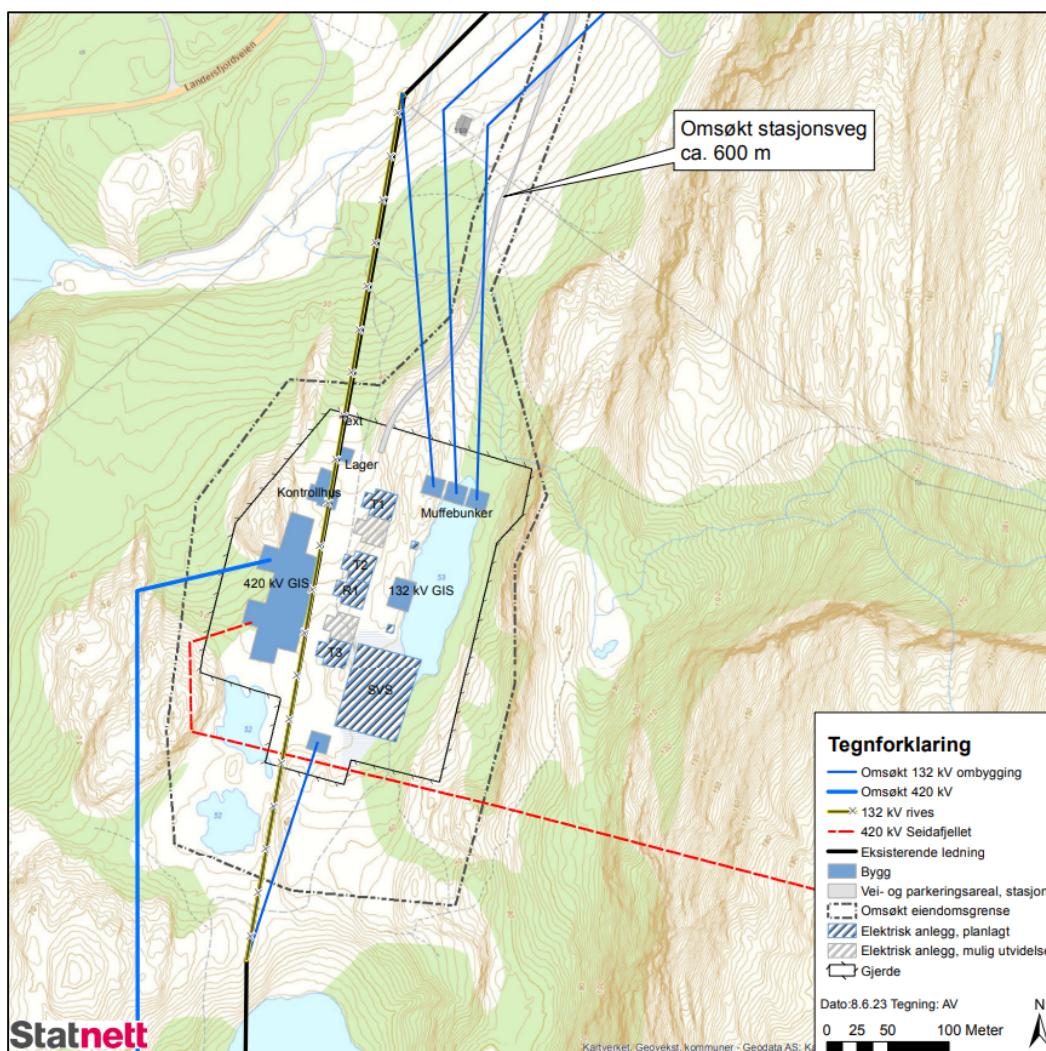 Landeisfjordveien
Omsøkt stasjonsveg
ca. 600 m
Text
Lager
Kontrollhus
T1
Muffebunker
T2
420 kV GIS
R1
132 kV GIS
53
T3
SVS
52
52
Tegnforklaring
Omsøkt 132 kV ombygging
Omsøkt 420 kV
132 kV rives
420 kV Seidafjellet
Eksisterende ledning
Bygg
Vei- og parkeringsareal, stasjon
Omsøkt eiendomsgrense
Elektrisk anlegg, planlagt
Elektrisk anlegg, mulig utvidelse
Gjerde
Dato:8.6.23 Tegning: AV
N
0 25 50 100 Meter
Statnett
Kartverket, Geovekst, kommuner - Geodata AS; Ka